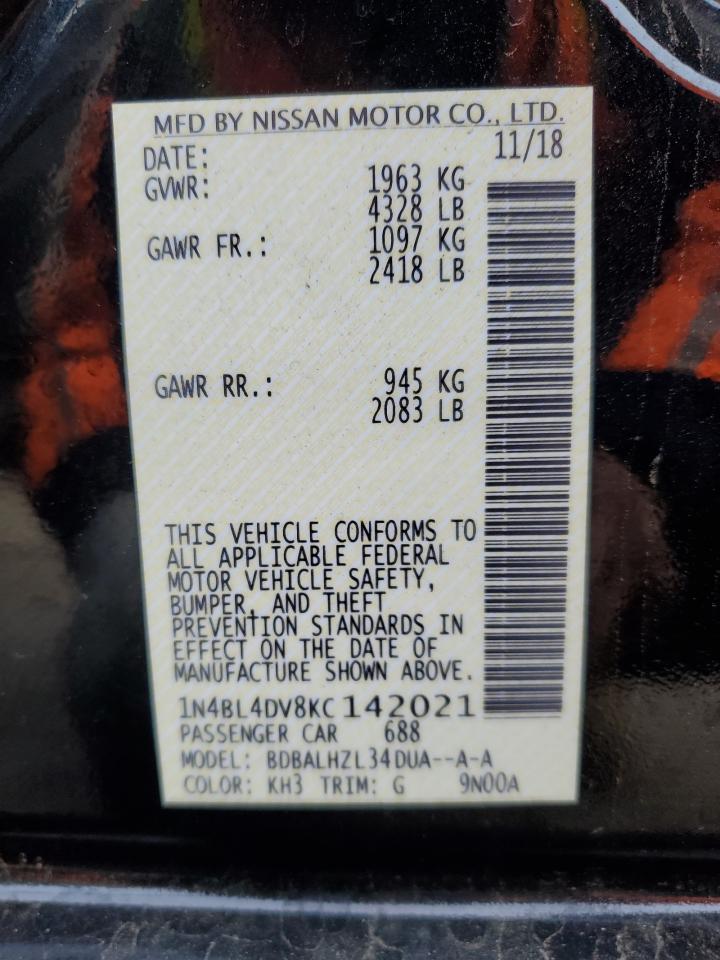 MFD BY NISSAN MOTOR CO., LTD.
DATE: 11/18
GVWR: 1963 KG
4328 LB
GAWR FR.: 1097 KG
2418 LB
GAWR RR.: 945 KG
2083 LB
THIS VEHICLE CONFORMS TO
ALL APPLICABLE FEDERAL
MOTOR VEHICLE SAFETY,
BUMPER, AND THEFT
PREVENTION STANDARDS IN
EFFECT ON THE DATE OF
MANUFACTURE SHOWN ABOVE.
1N4BL4DV8KC142021
PASSENGER CAR 688
MODEL: BDBALHZL34DUA--A-A
COLOR: KH3 TRIM: G 9N00A